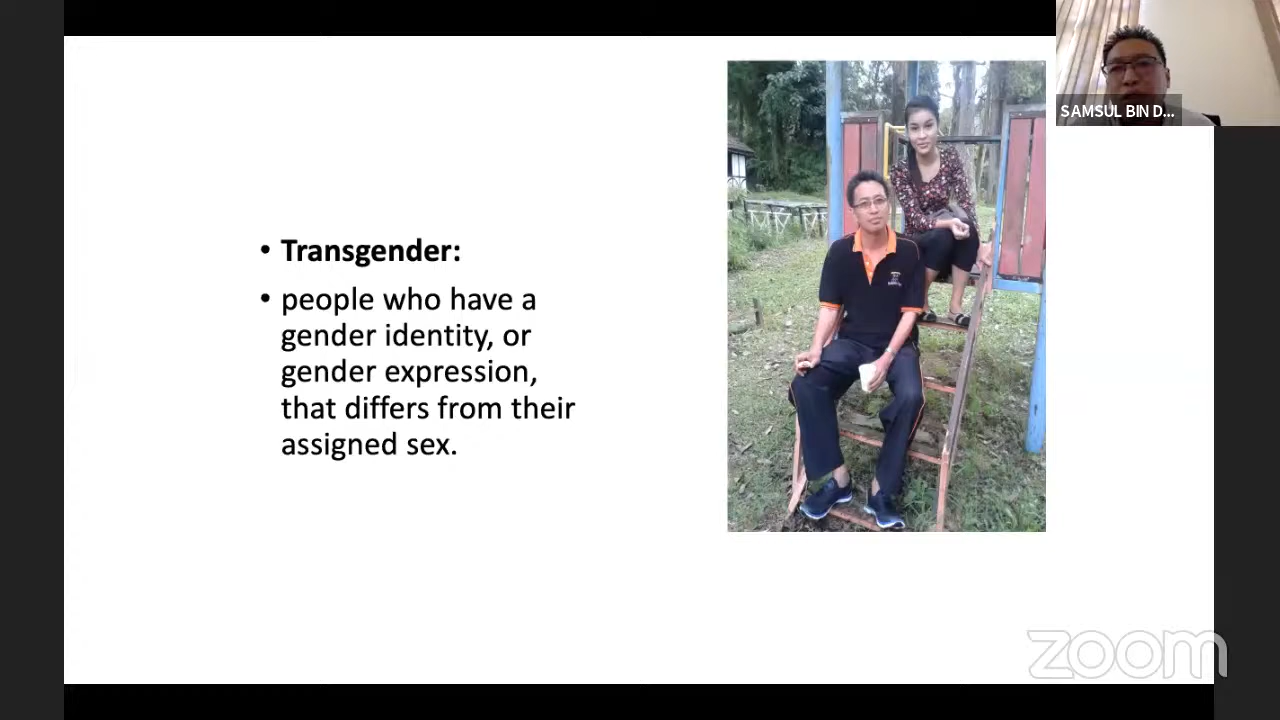 SAMSUL BIN D...
• Transgender:
• people who have a
gender identity, or
gender expression,
that differs from their
assigned sex.
zoom